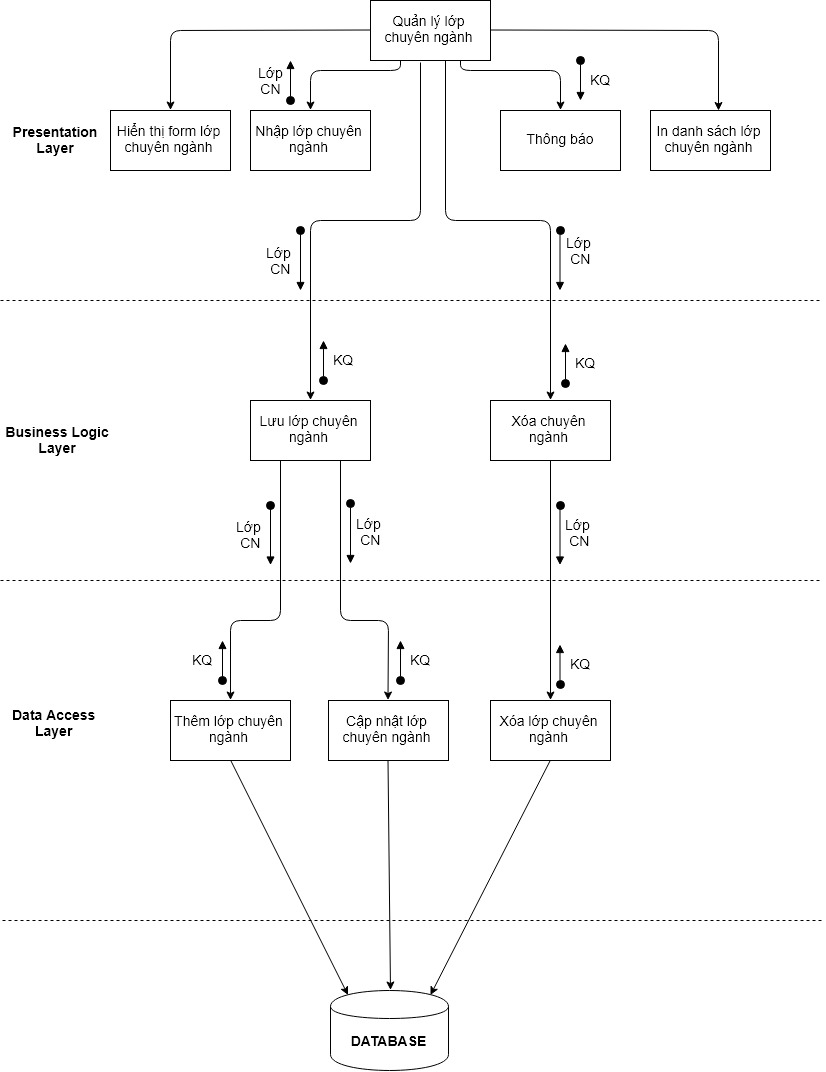 Quản lý lớp
chuyên ngành
Lớp
CN
KQ
Presentation
Layer
Hiển thị form lớp
chuyên ngành
Nhập lớp chuyên
ngành
Thông báo
In danh sách lớp
chuyên ngành
Lớp
CN
Lớp
CN
KQ
KQ
Business Logic
Layer
Lưu lớp chuyên
ngành
Xóa chuyên
ngành
Lớp
CN
Lớp
CN
Lớp
CN
KQ
KQ
KQ
Data Access
Layer
Thêm lớp chuyên
ngành
Cập nhật lớp
chuyên ngành
Xóa lớp chuyên
ngành
DATABASE